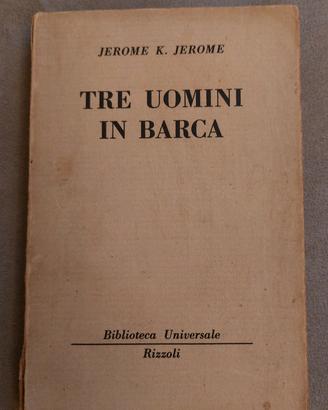 JEROME K. JEROME
TRE UOMINI
IN BARCA
Biblioteca Universale
Rizzoli